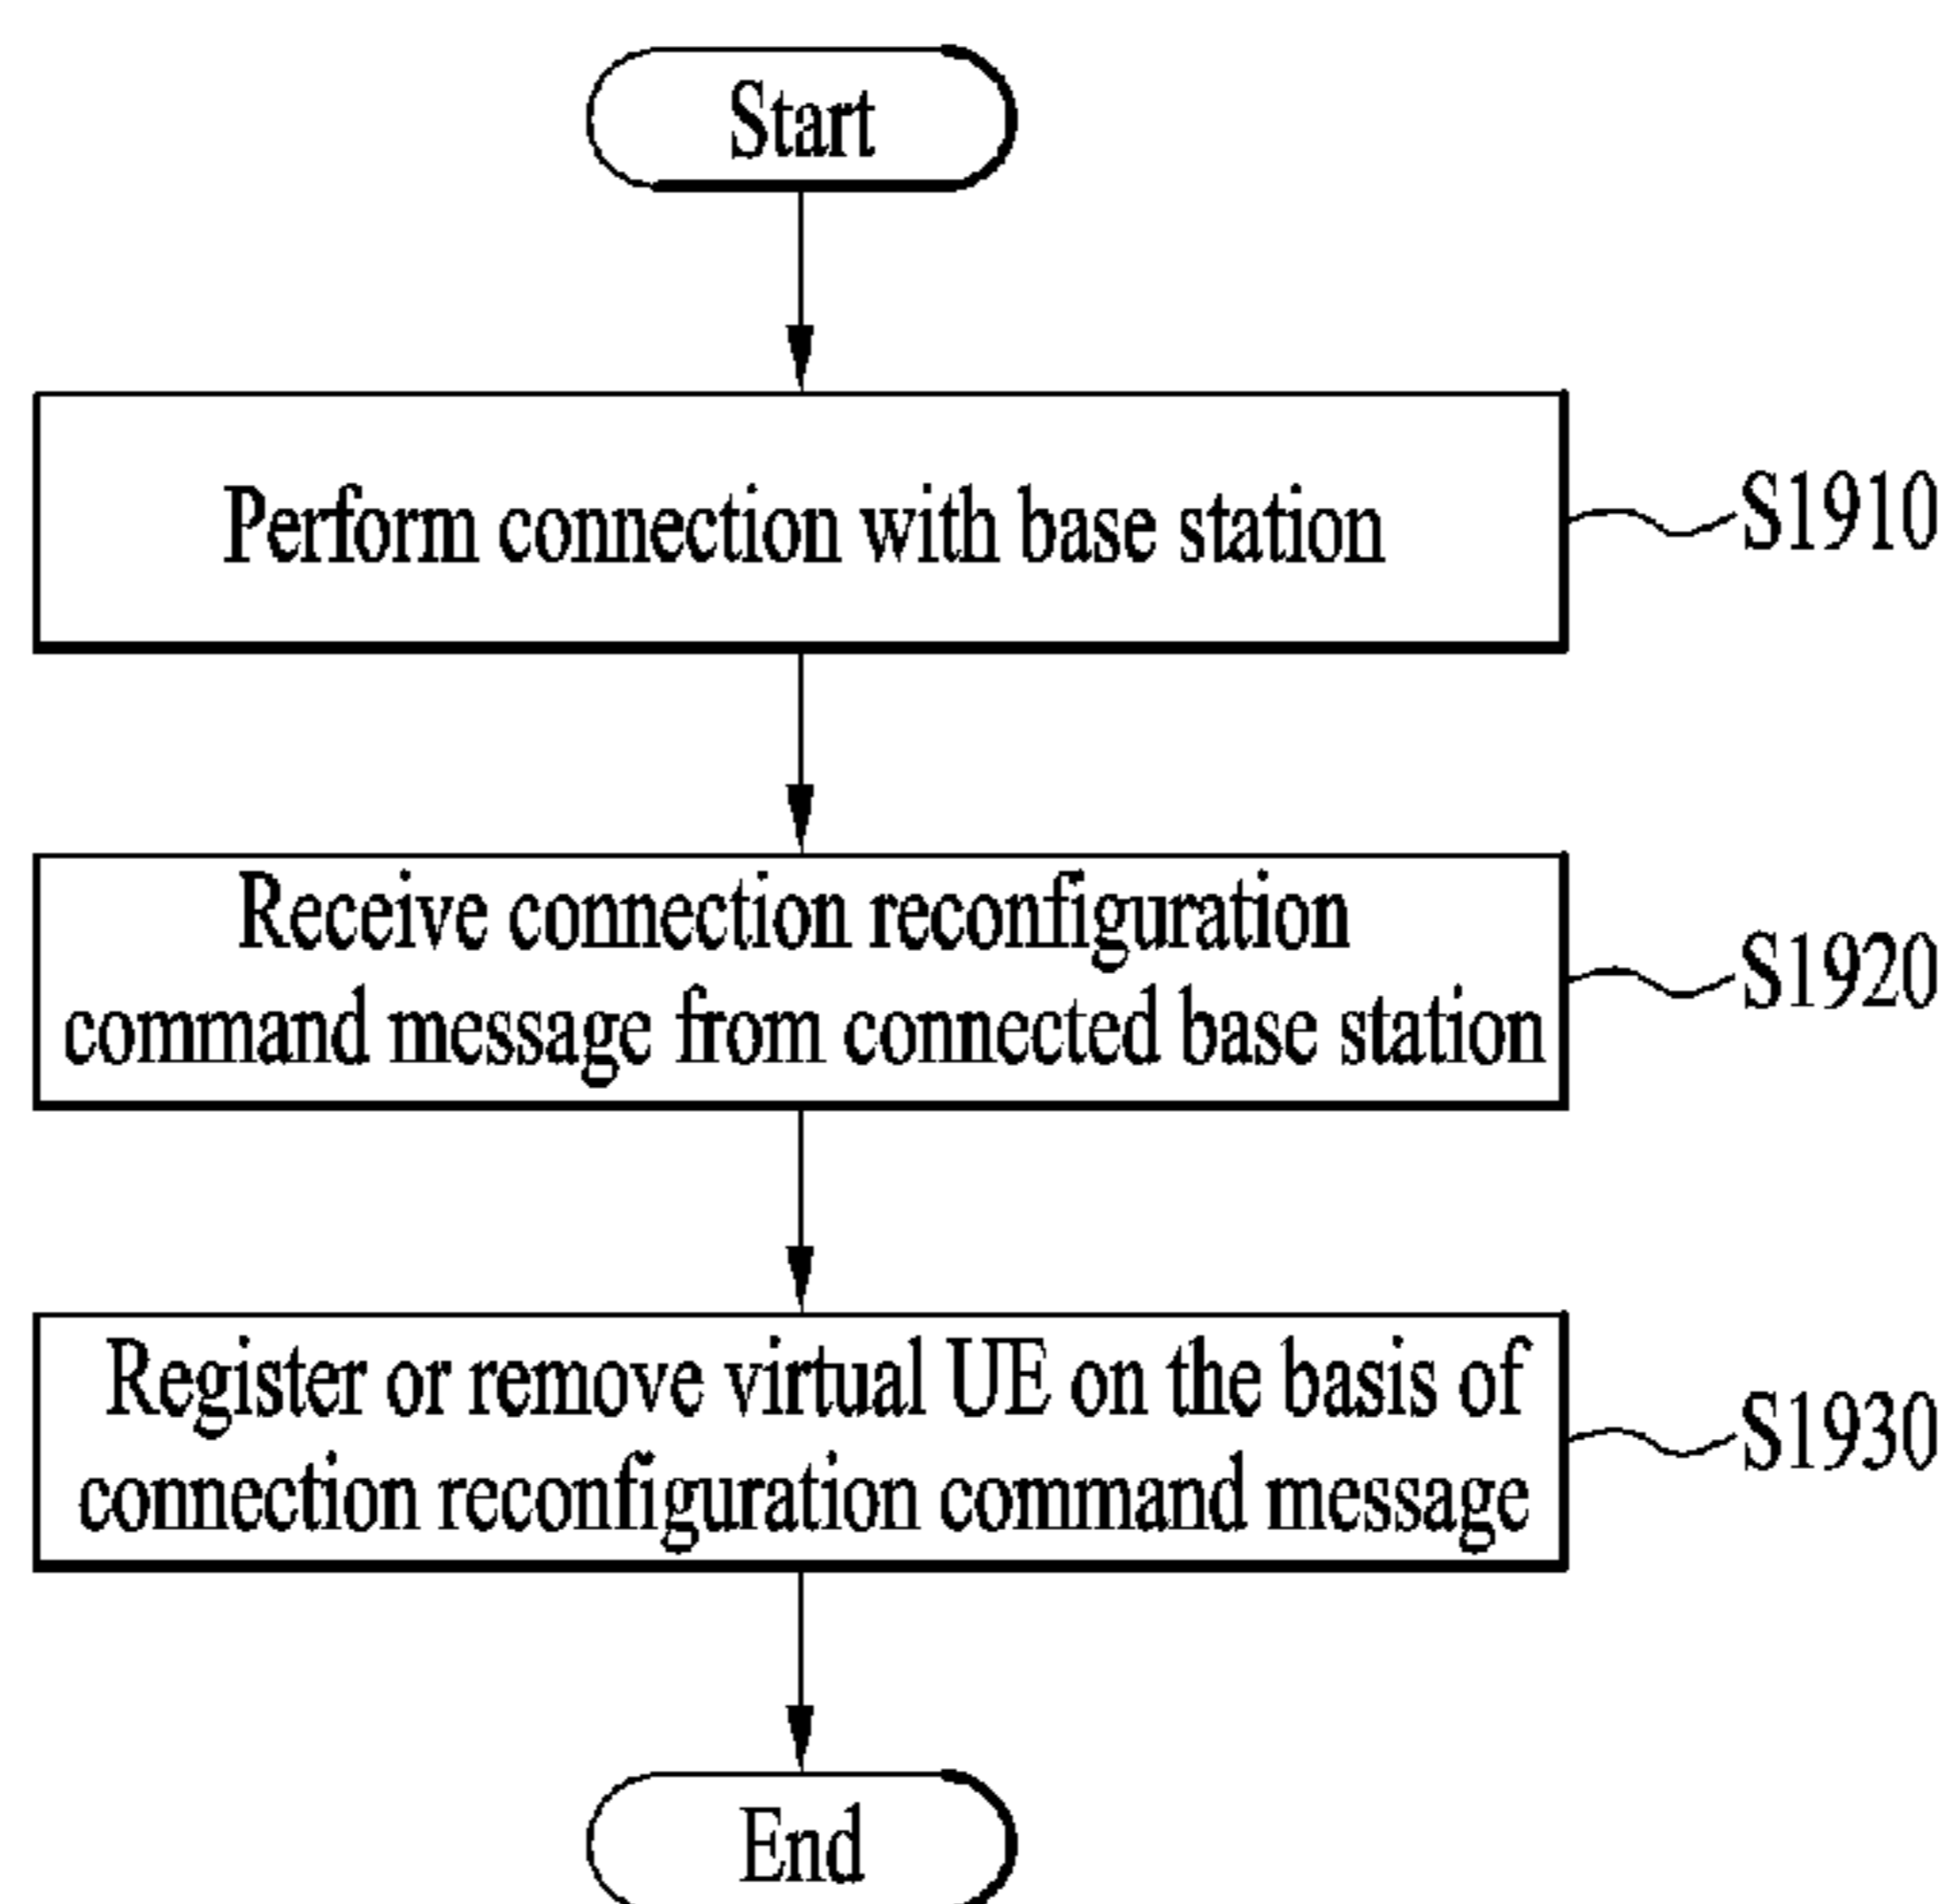 Start
Perform connection with base station
S1910
Receive connection reconfiguration
command message from connected base station
S1920
Register or remove virtual UE on the basis of
connection reconfiguration command message
S1930
End